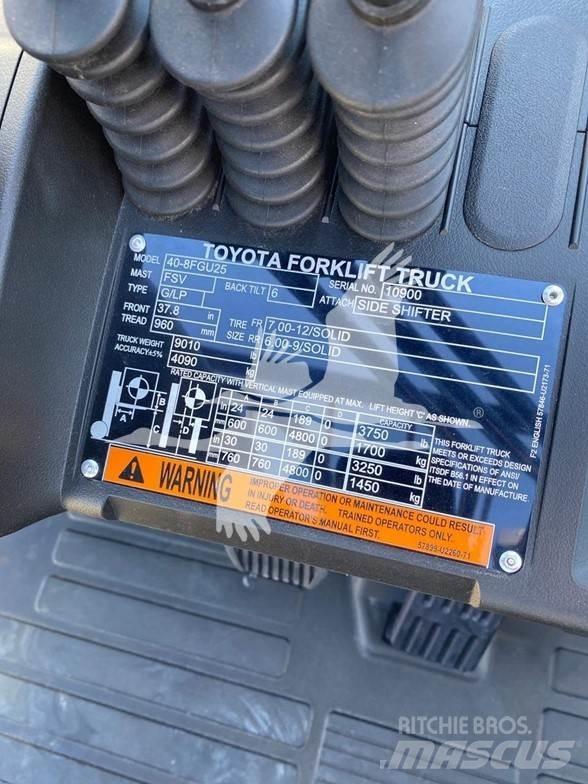 TOYOTA FORKLIFT TRUCK
MODEL 40-8FGU25 SERIAL NO. 10900
MAST FSV BACK TILT 6 ATTACH SIDE SHIFTER
TYPE G/LP
FRONT TREAD 37.8 in TIRE SIZE FR 7.00-12/SOLID
960 mm RR 6.00-9/SOLID
TRUCK WEIGHT 9010 lb
ACCURACY±5% 4090 kg
RATED CAPACITY WITH VERTICAL MAST EQUIPPED AT MAX. LIFT HEIGHT "C" AS SHOWN.
A B C D CAPACITY
in 24 24 189 0 3750 lb
mm 600 600 4800 0 1700 kg
in 30 30 189 0 3250 lb
mm 760 760 4800 0 1450 kg
A B C D
THIS FORKLIFT TRUCK
MEETS OR EXCEEDS DESIGN
SPECIFICATIONS OF ANSI/
ITSDF B56.1 IN EFFECT ON
THE DATE OF MANUFACTURE.
F2 ENGLISH 57846-U2173-71
WARNING
IMPROPER OPERATION OR MAINTENANCE COULD RESULT
IN INJURY OR DEATH. TRAINED OPERATORS ONLY.
READ OPERATOR'S MANUAL FIRST.
57899-U2260-71
®
RITCHIE BROS.
MASCUS